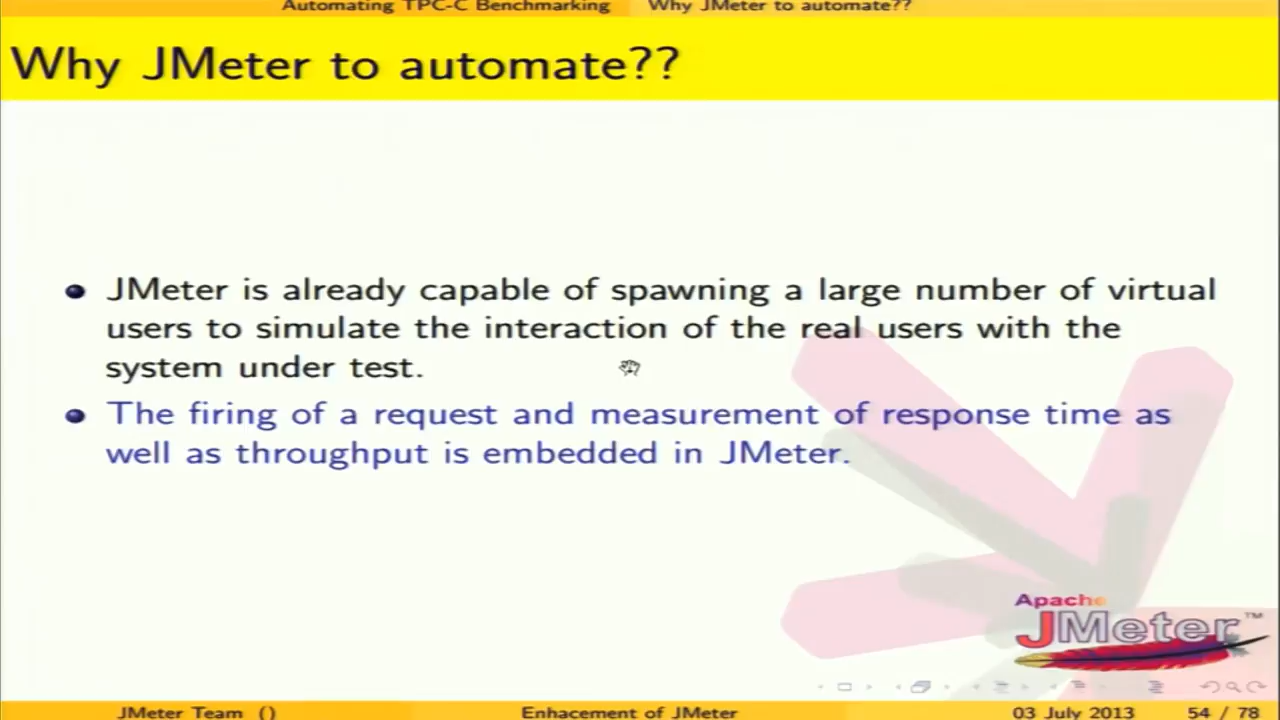 Automating TPC-C Benchmarking Why JMeter to automate??
Why JMeter to automate??
JMeter is already capable of spawning a large number of virtual
users to simulate the interaction of the real users with the
system under test.
The firing of a request and measurement of response time as
well as throughput is embedded in JMeter.
Apache
JMeter™
JMeter Team () Enhacement of JMeter 03 July 2013 54 / 78